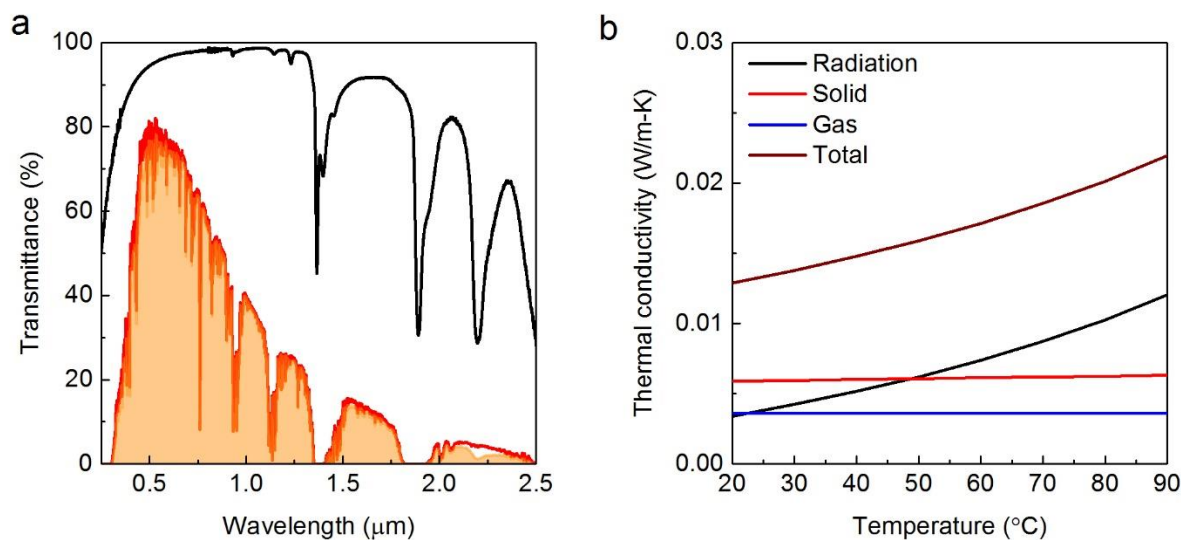 a
Transmittance (%)
100
80
60
40
20
0
0.5 1.0 1.5 2.0 2.5
Wavelength (μm)
b
Thermal conductivity (W/m-K)
0.03
0.02
0.01
0.00
Radiation
Solid
Gas
Total
20 30 40 50 60 70 80 90
Temperature (°C)